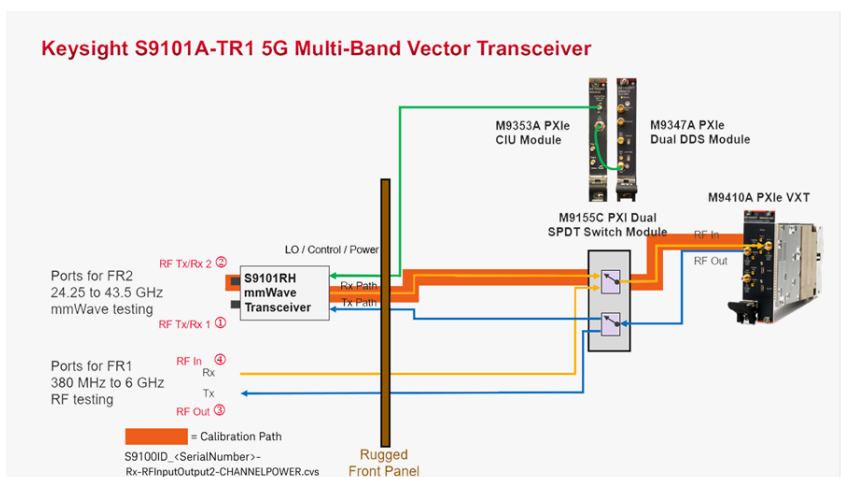 Keysight S9101A-TR1 5G Multi-Band Vector Transceiver
M9353A PXIe
CIU Module
M9347A PXIe
Dual DDS Module
M9410A PXIe VXT
M9155C PXI Dual
SPDT Switch Module
RF In
RF Out
LO / Control / Power
RF Tx/Rx 2 ②
S9101RH
mmWave
Transceiver
Rx Path
Tx Path
Ports for FR2
24.25 to 43.5 GHz
mmWave testing
RF Tx/Rx 1 ①
Ports for FR1
380 MHz to 6 GHz
RF testing
RF In ④
Rx
Tx
RF Out ③
= Calibration Path
S9100ID_<SerialNumber>-
Rx-RFInputOutput2-CHANNELPOWER.cvs
Rugged
Front Panel